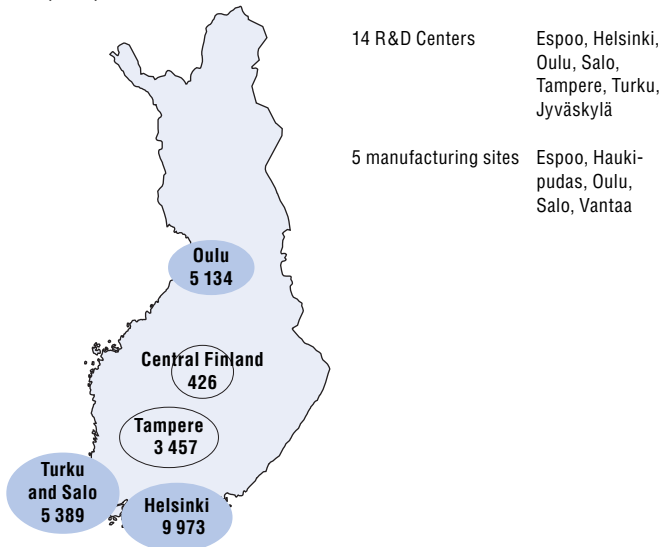 14 R&D Centers
Espoo, Helsinki,
Oulu, Salo,
Tampere, Turku,
Jyväskylä
5 manufacturing sites
Espoo, Hauki-
pudas, Oulu,
Salo, Vantaa
Oulu
5 134
Central Finland
426
Tampere
3 457
Turku
and Salo
5 389
Helsinki
9 973